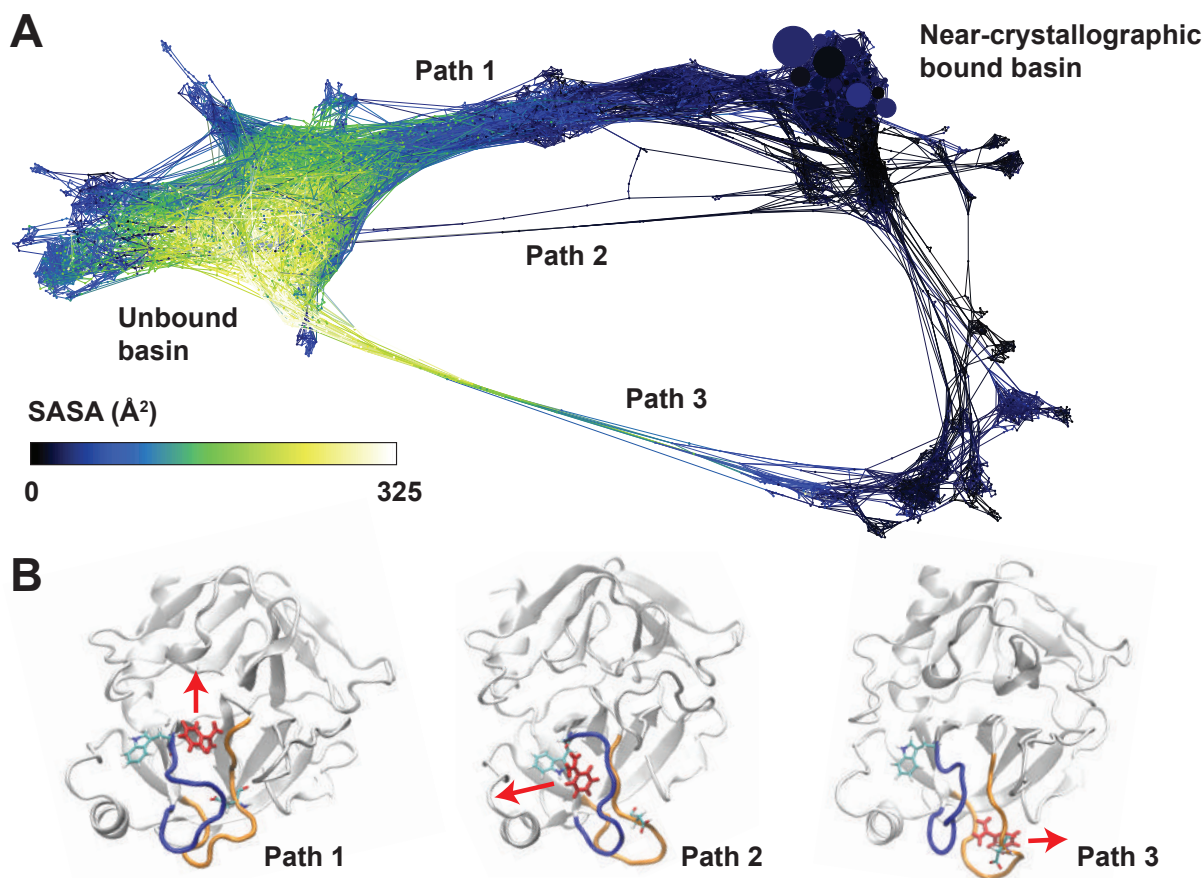 A
Path 1
Near-crystallographic
bound basin
Path 2
Unbound
basin
Path 3
SASA (Å²)
0
325
B
Path 1
Path 2
Path 3